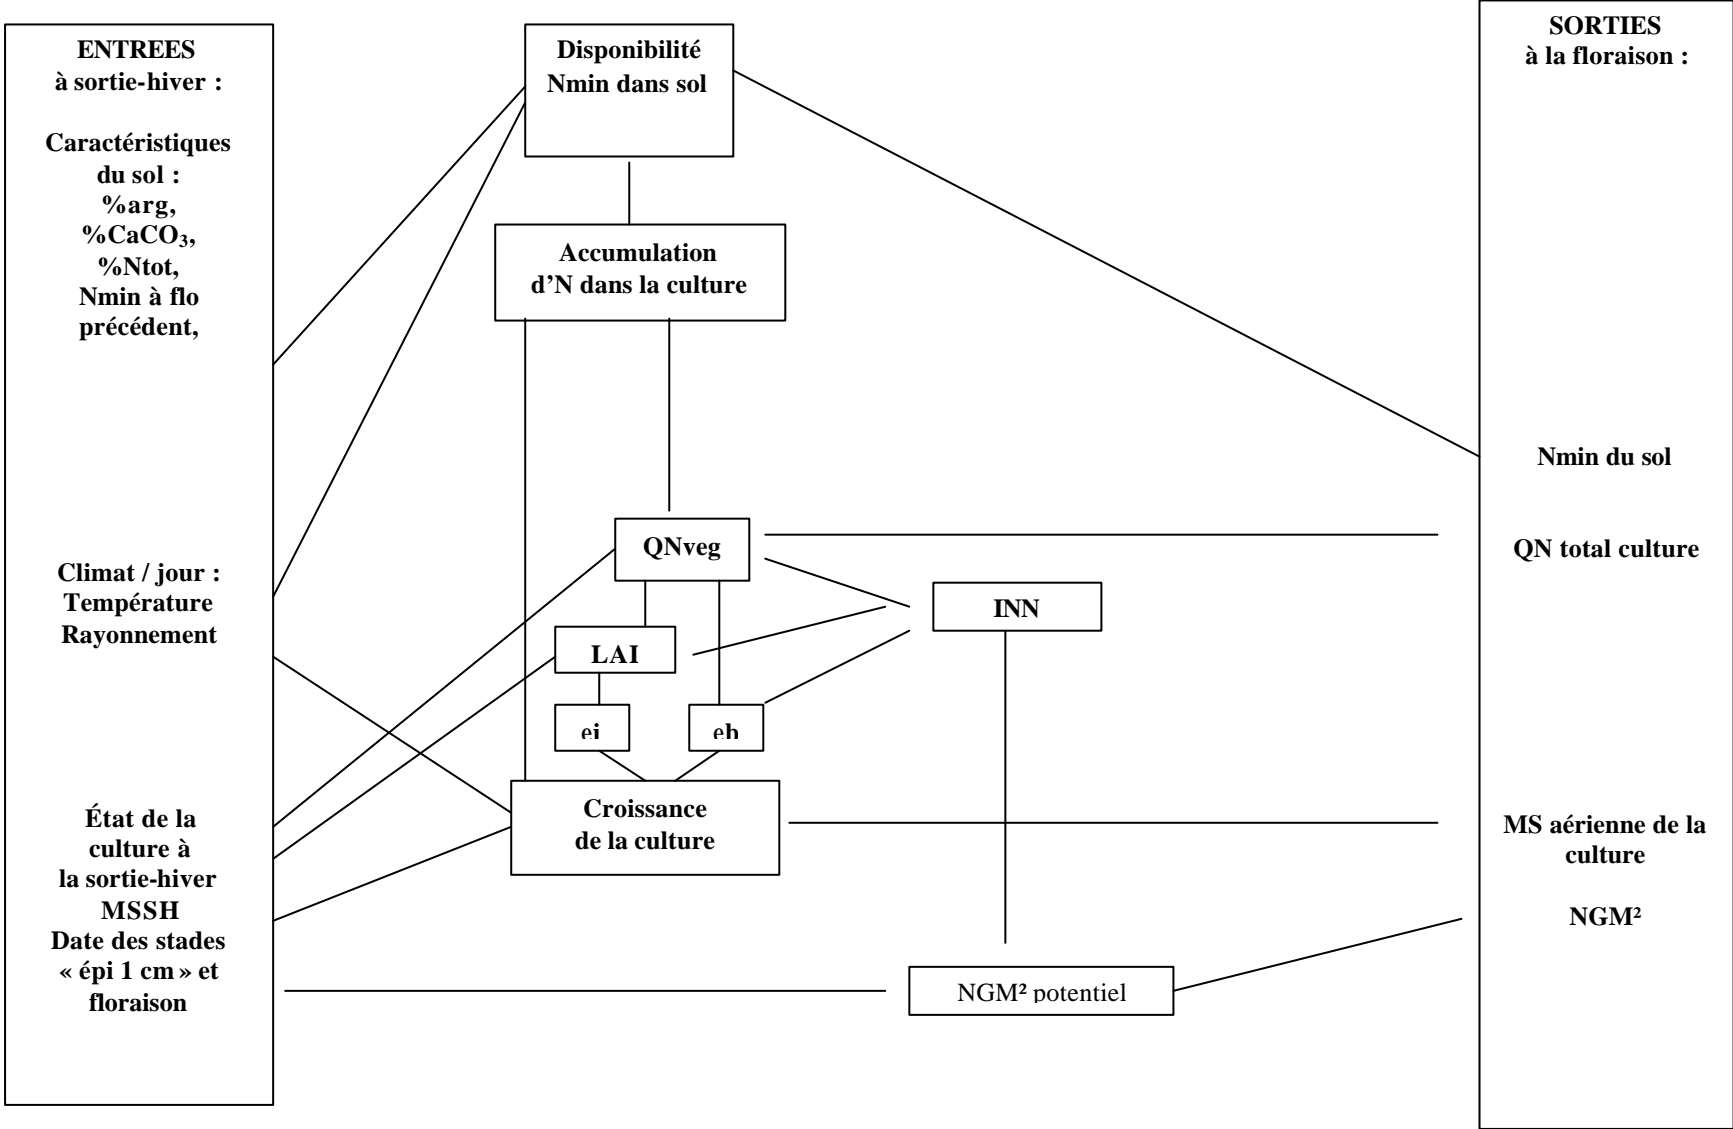 ENTREES
à sortie-hiver :
Caractéristiques
du sol :
%arg,
%CaCO₃,
%Ntot,
Nmin à flo
précédent,
Climat / jour :
Température
Rayonnement
État de la
culture à
la sortie-hiver
MSSH
Date des stades
« épi 1 cm » et
floraison
Disponibilité
Nmin dans sol
Accumulation
d’N dans la culture
QNveg
INN
LAI
ei
eb
Croissance
de la culture
NGM² potentiel
SORTIES
à la floraison :
Nmin du sol
QN total culture
MS aérienne de la
culture
NGM²